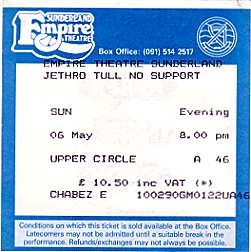 SUNDERLAND
Empire
THEATRE
Box Office: (091) 514 2517
EMPIRE THEATRE SUNDERLAND
JETHRO TULL NO SUPPORT
SUN Evening
06 May 8.00 pm
UPPER CIRCLE A 46
£ 10.50 inc VAT (*)
CHABEZ E 100290GM0122UA46
Conditions on which this ticket is sold available from the Box Office.
Latecomers may not be admitted until a suitable break in the
performance. Refunds/exchanges may not always be possible.